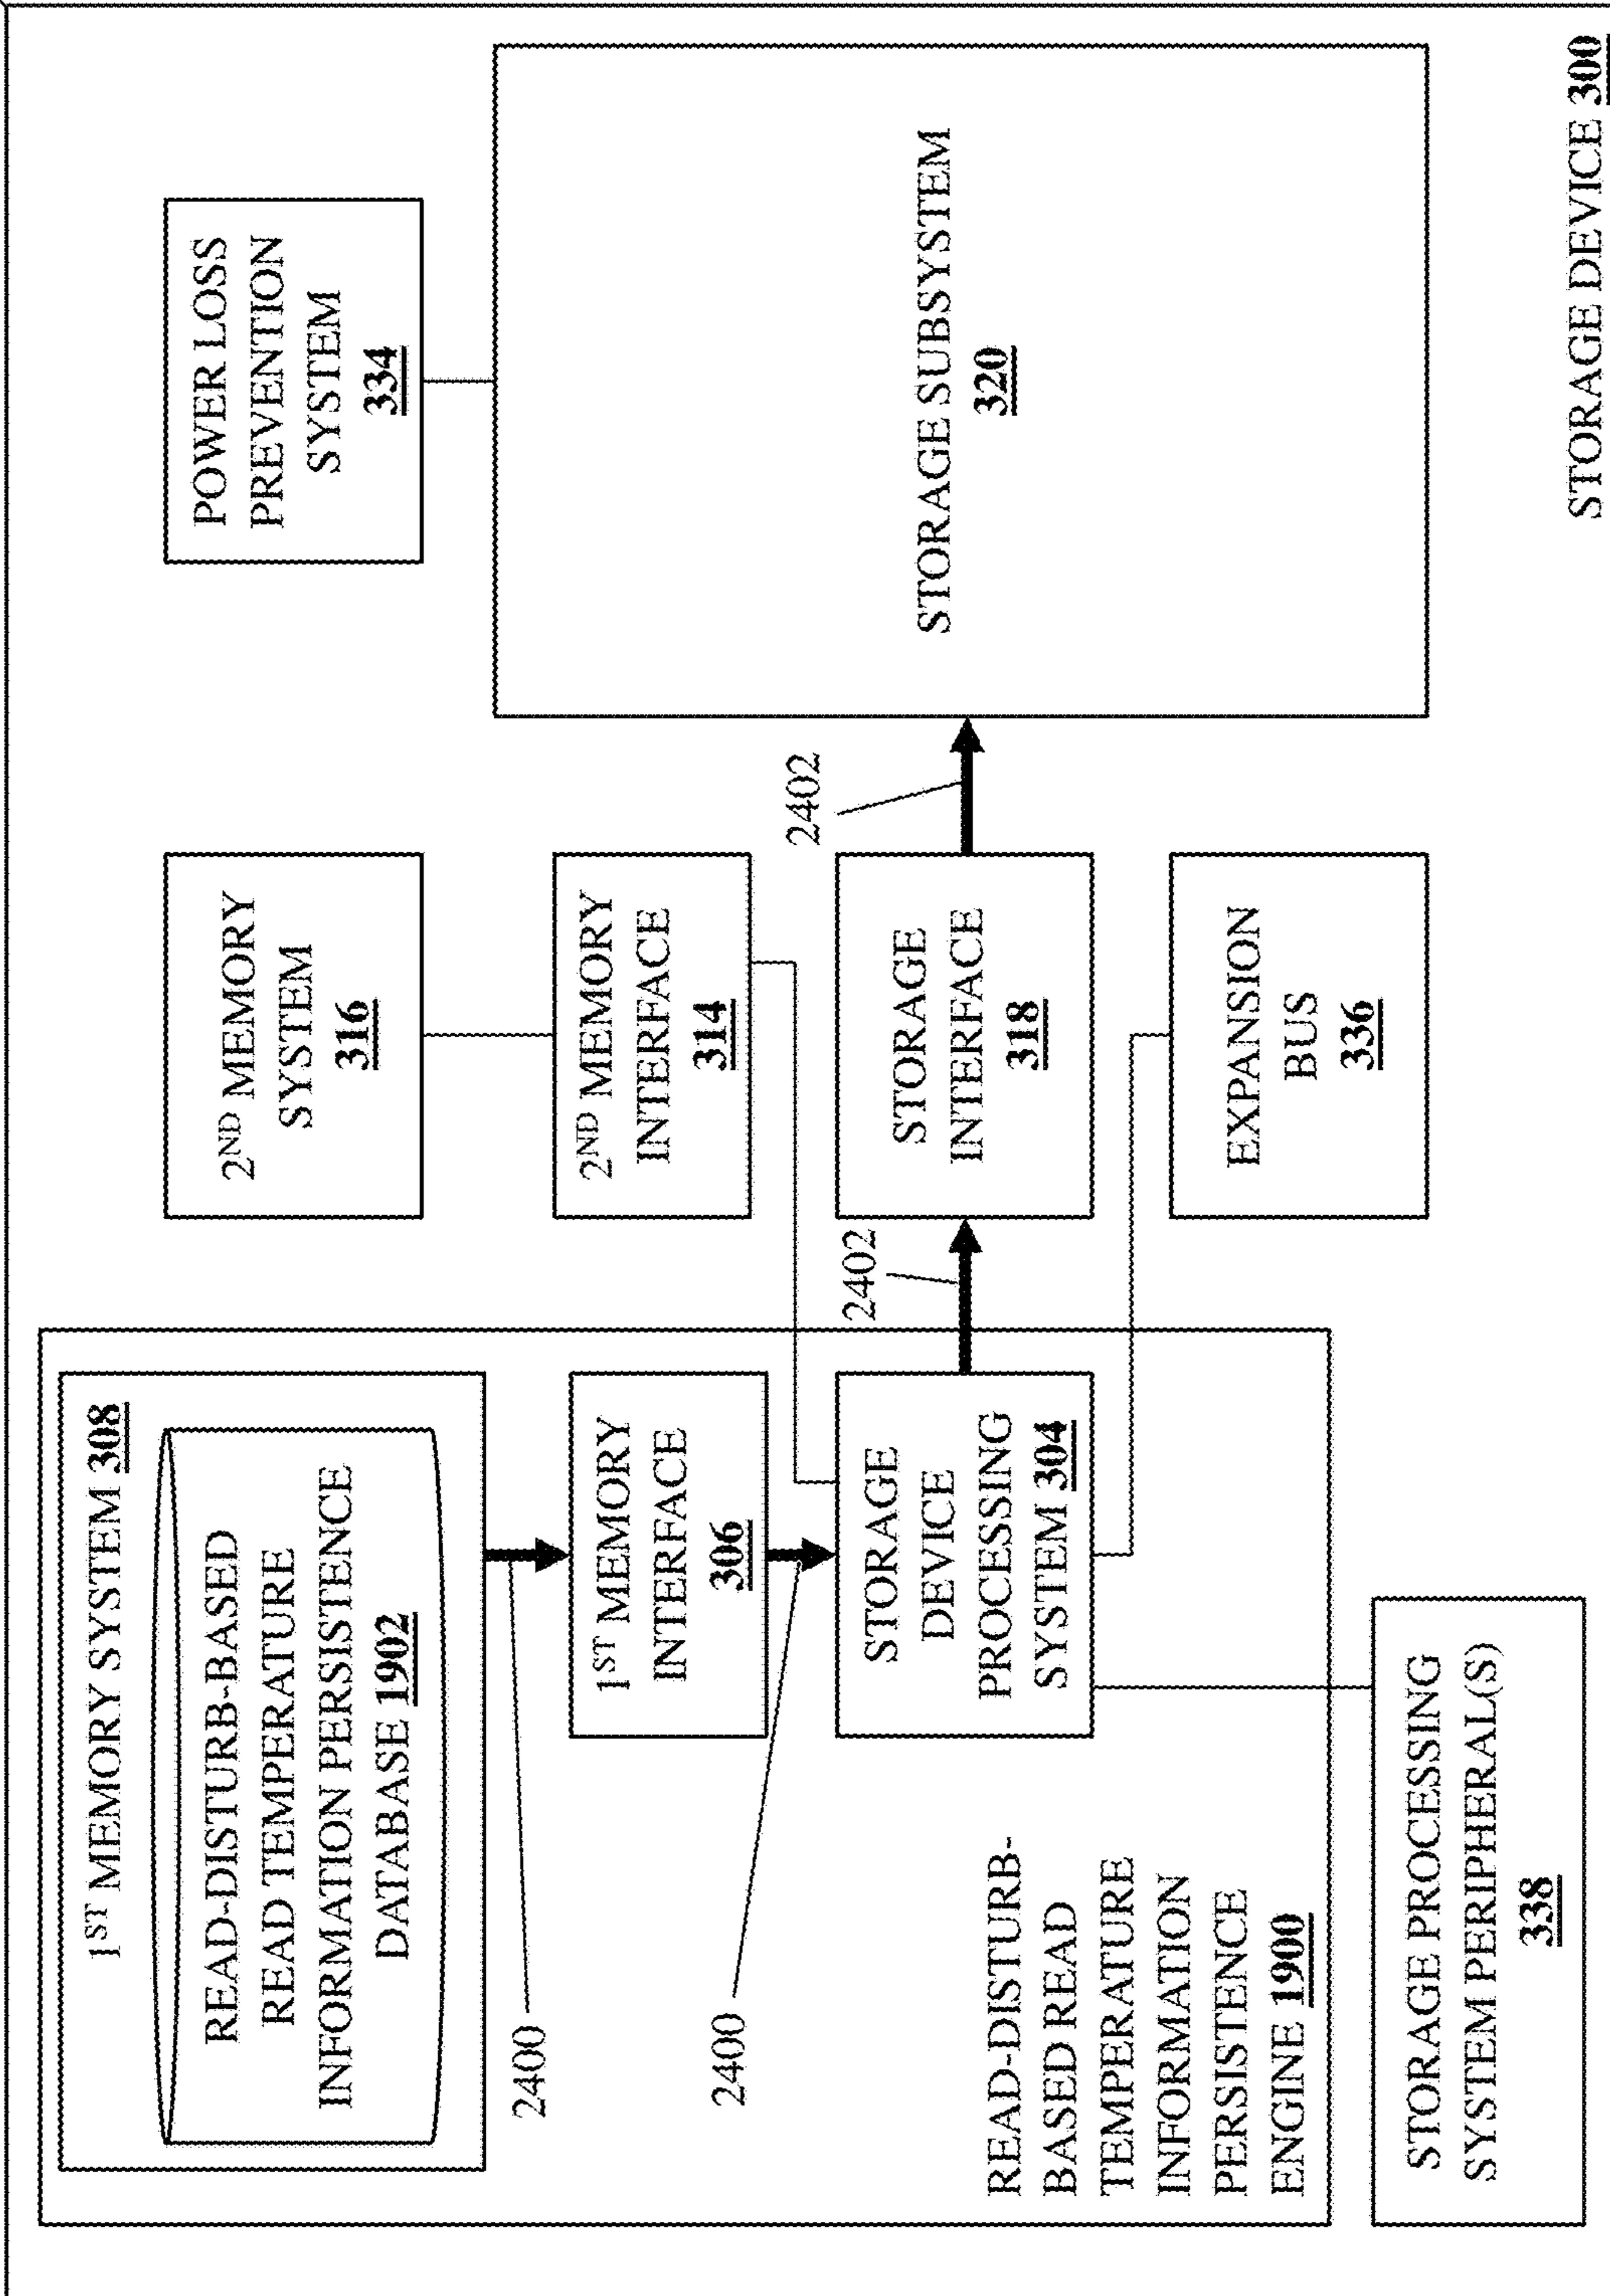 1ST MEMORY SYSTEM 308
READ-DISTURB-BASED
READ TEMPERATURE
INFORMATION PERSISTENCE
DATABASE 1902
2400
1ST MEMORY
INTERFACE
306
2400
STORAGE
DEVICE
PROCESSING
SYSTEM 304
READ-DISTURB-
BASED READ
TEMPERATURE
INFORMATION
PERSISTENCE
ENGINE 1900
STORAGE PROCESSING
SYSTEM PERIPHERAL(S)
338
2ND MEMORY
SYSTEM
316
2ND MEMORY
INTERFACE
314
2402
STORAGE
INTERFACE
318
2402
EXPANSION
BUS
336
POWER LOSS
PREVENTION
SYSTEM
334
STORAGE SUBSYSTEM
320
STORAGE DEVICE 300